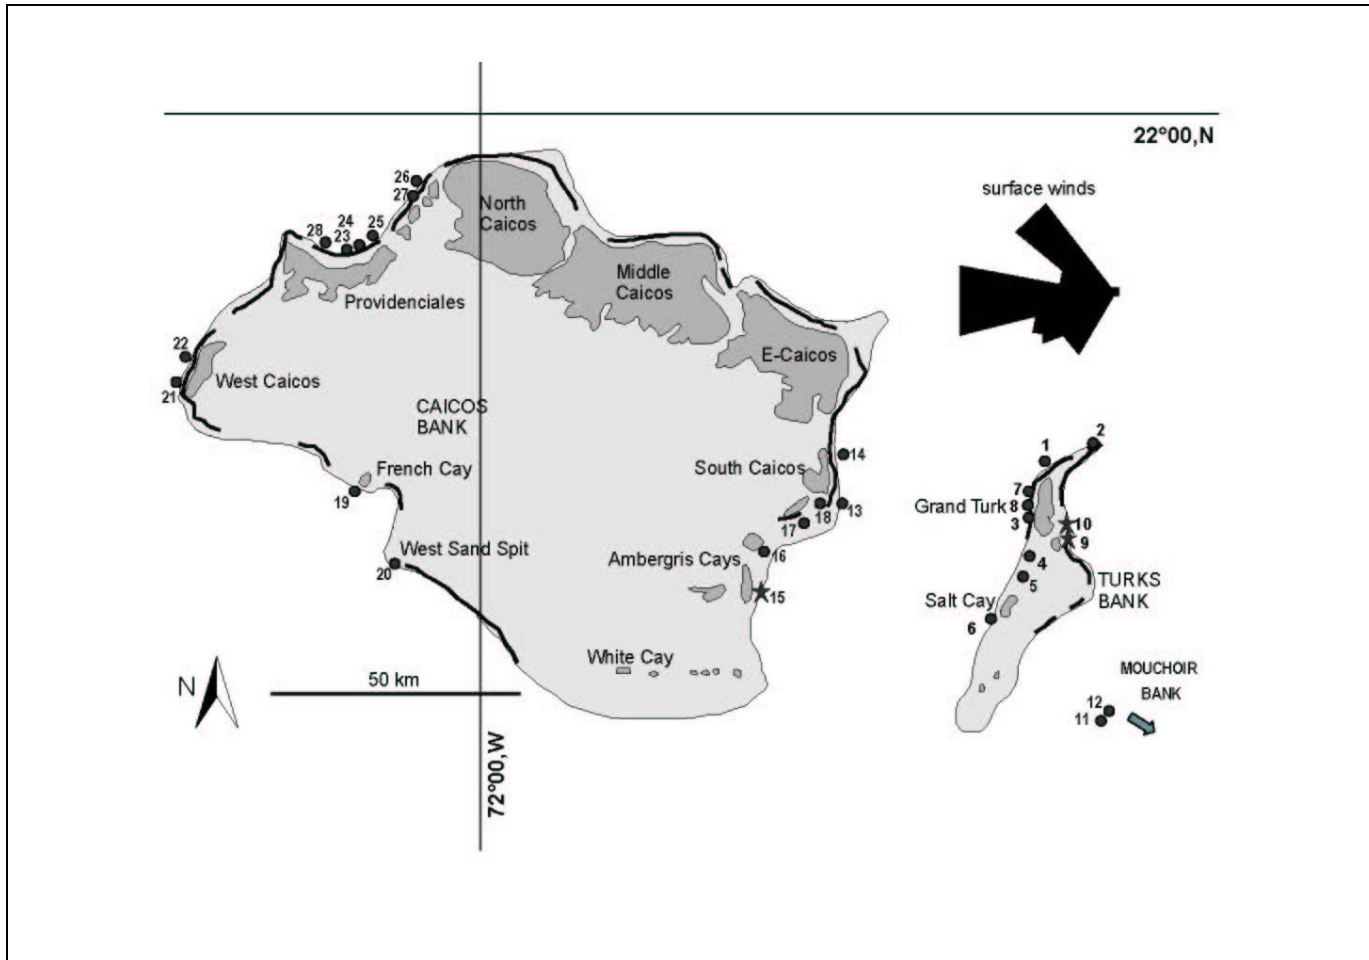 22°00,N
surface winds
26
27
North
Caicos
24
25
28
23
Middle
Caicos
Providenciales
22
E-Caicos
West Caicos
21
CAICOS
BANK
2
1
14
South Caicos
French Cay
7
19
Grand Turk
8
18
13
3
10
17
9
West Sand Spit
16
Ambergris Cays
4
20
5
TURKS
BANK
15
Salt Cay
6
White Cay
MOUCHOIR
BANK
50 km
N
12
11
72°00,W